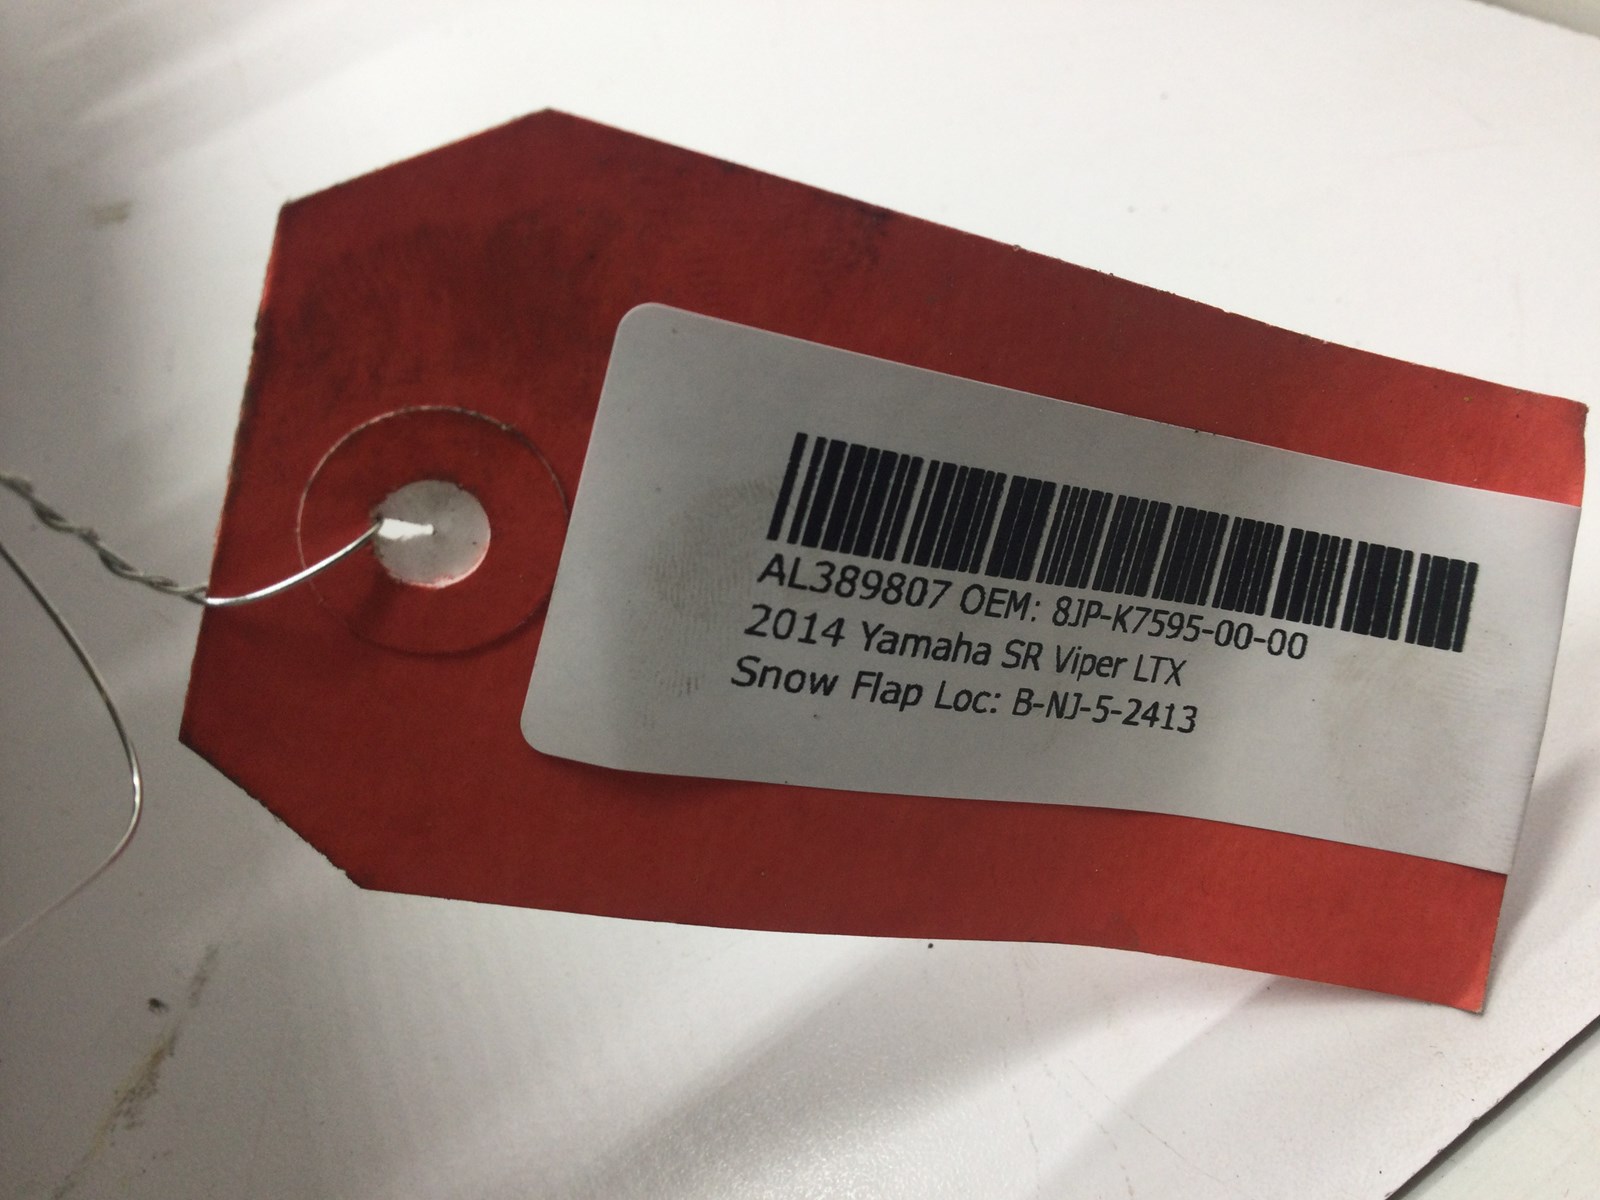 AL389807 OEM: 8JP-K7595-00-00
2014 Yamaha SR Viper LTX
Snow Flap Loc: B-NJ-5-2413